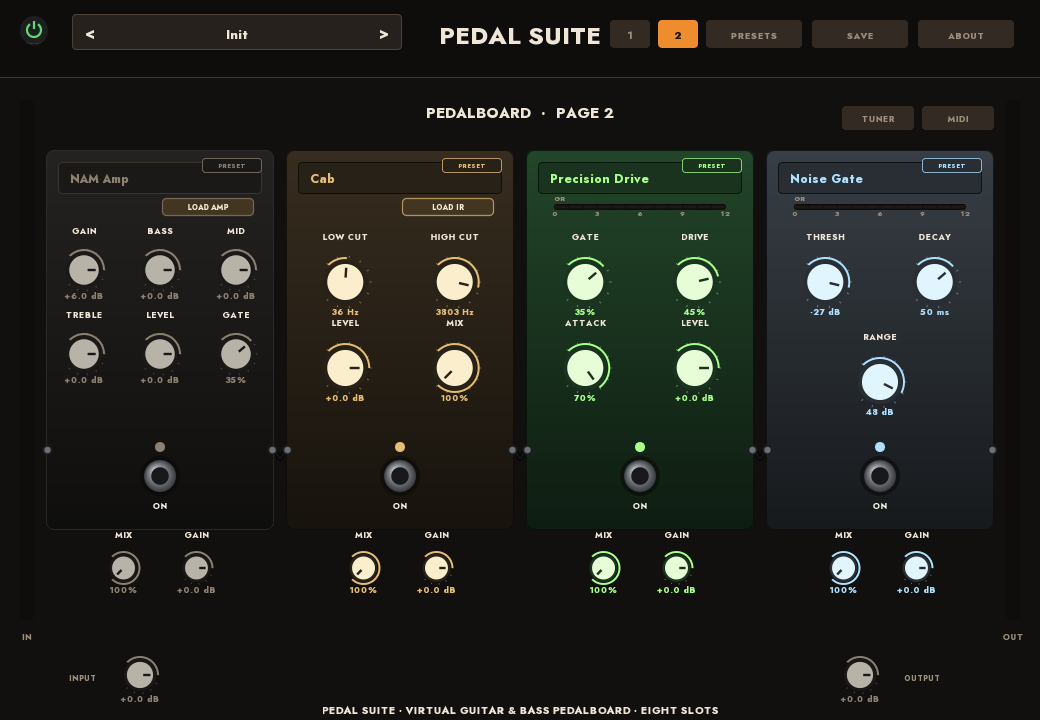 < Init > PEDAL SUITE 1 2 PRESETS SAVE ABOUT
PEDALBOARD · PAGE 2
TUNER MIDI
PRESET PRESET PRESET PRESET
NAM Amp Cab Precision Drive Noise Gate
LOAD AMP LOAD IR
GR GR
0 3 6 9 12 0 3 6 9 12
GAIN BASS MID
LOW CUT HIGH CUT GATE DRIVE THRESH DECAY
+6.0 dB +0.0 dB +0.0 dB
36 Hz 3803 Hz 35% 45% -27 dB 50 ms
TREBLE LEVEL GATE
LEVEL MIX ATTACK LEVEL
RANGE
+0.0 dB +0.0 dB 35%
+0.0 dB 100% 70% +0.0 dB
48 dB
ON ON ON ON
MIX GAIN MIX GAIN MIX GAIN MIX GAIN
100% +0.0 dB 100% +0.0 dB 100% +0.0 dB 100% +0.0 dB
IN OUT
INPUT OUTPUT
+0.0 dB +0.0 dB
PEDAL SUITE · VIRTUAL GUITAR & BASS PEDALBOARD · EIGHT SLOTS